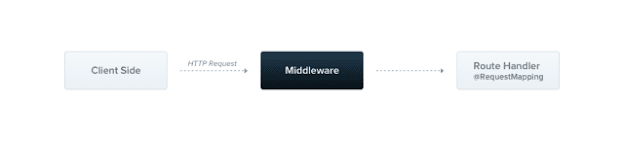 Client Side
HTTP Request
Middleware
Route Handler
@RequestMapping